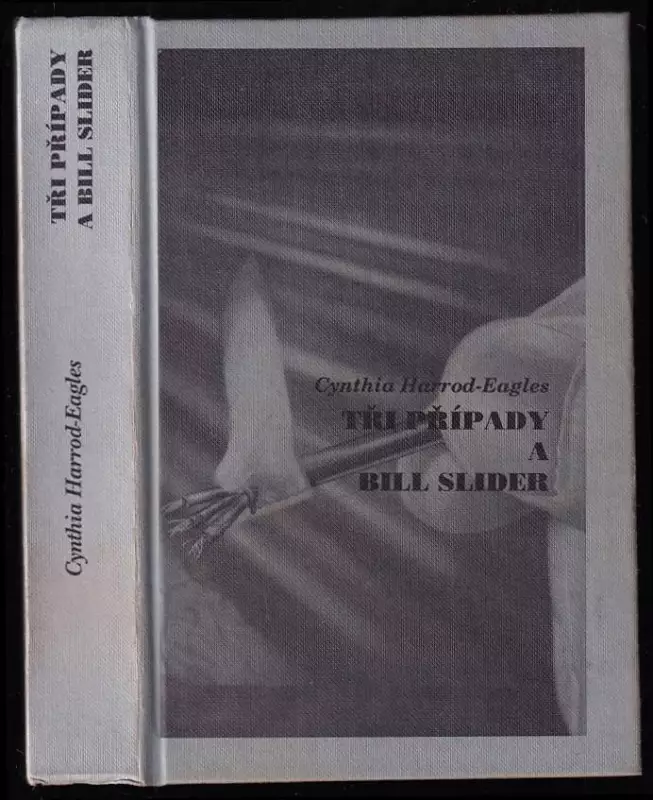 TŘI PŘÍPADY
A BILL SLIDER
Cynthia Harrod-Eagles
Cynthia Harrod-Eagles
TŘI PŘÍPADY
A
BILL SLIDER